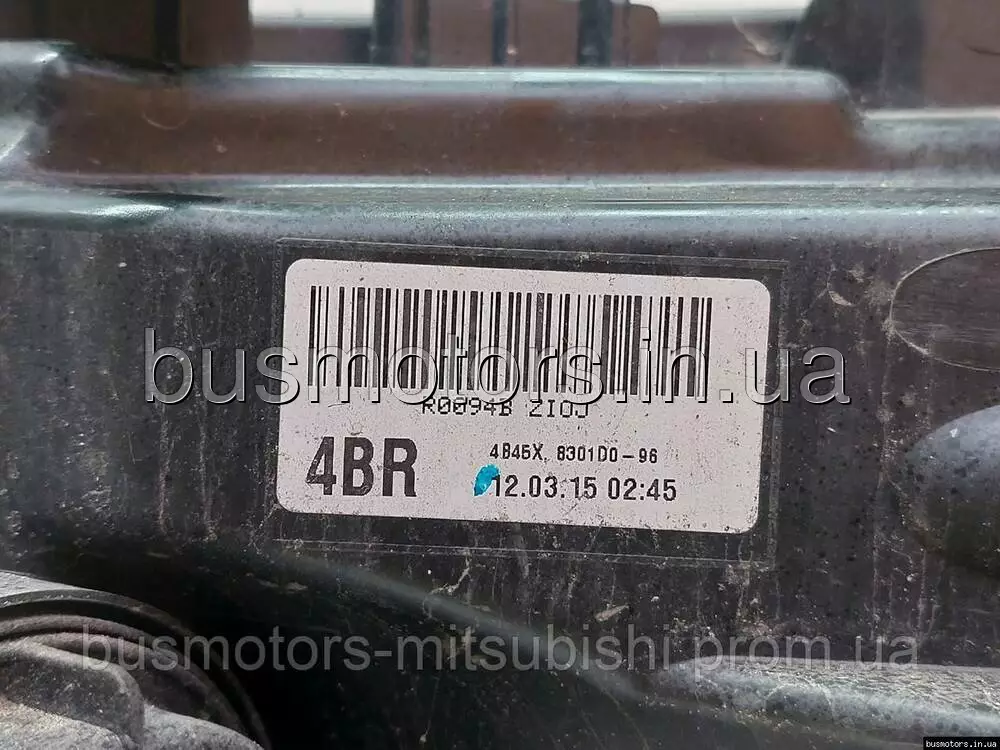 busmotors.in.ua
R0094B 2IOJ
4BR
4B45X, 8301D0-96
12.03.15 02:45
busmotors-mitsubishi.prom.ua
busmotors.in.ua